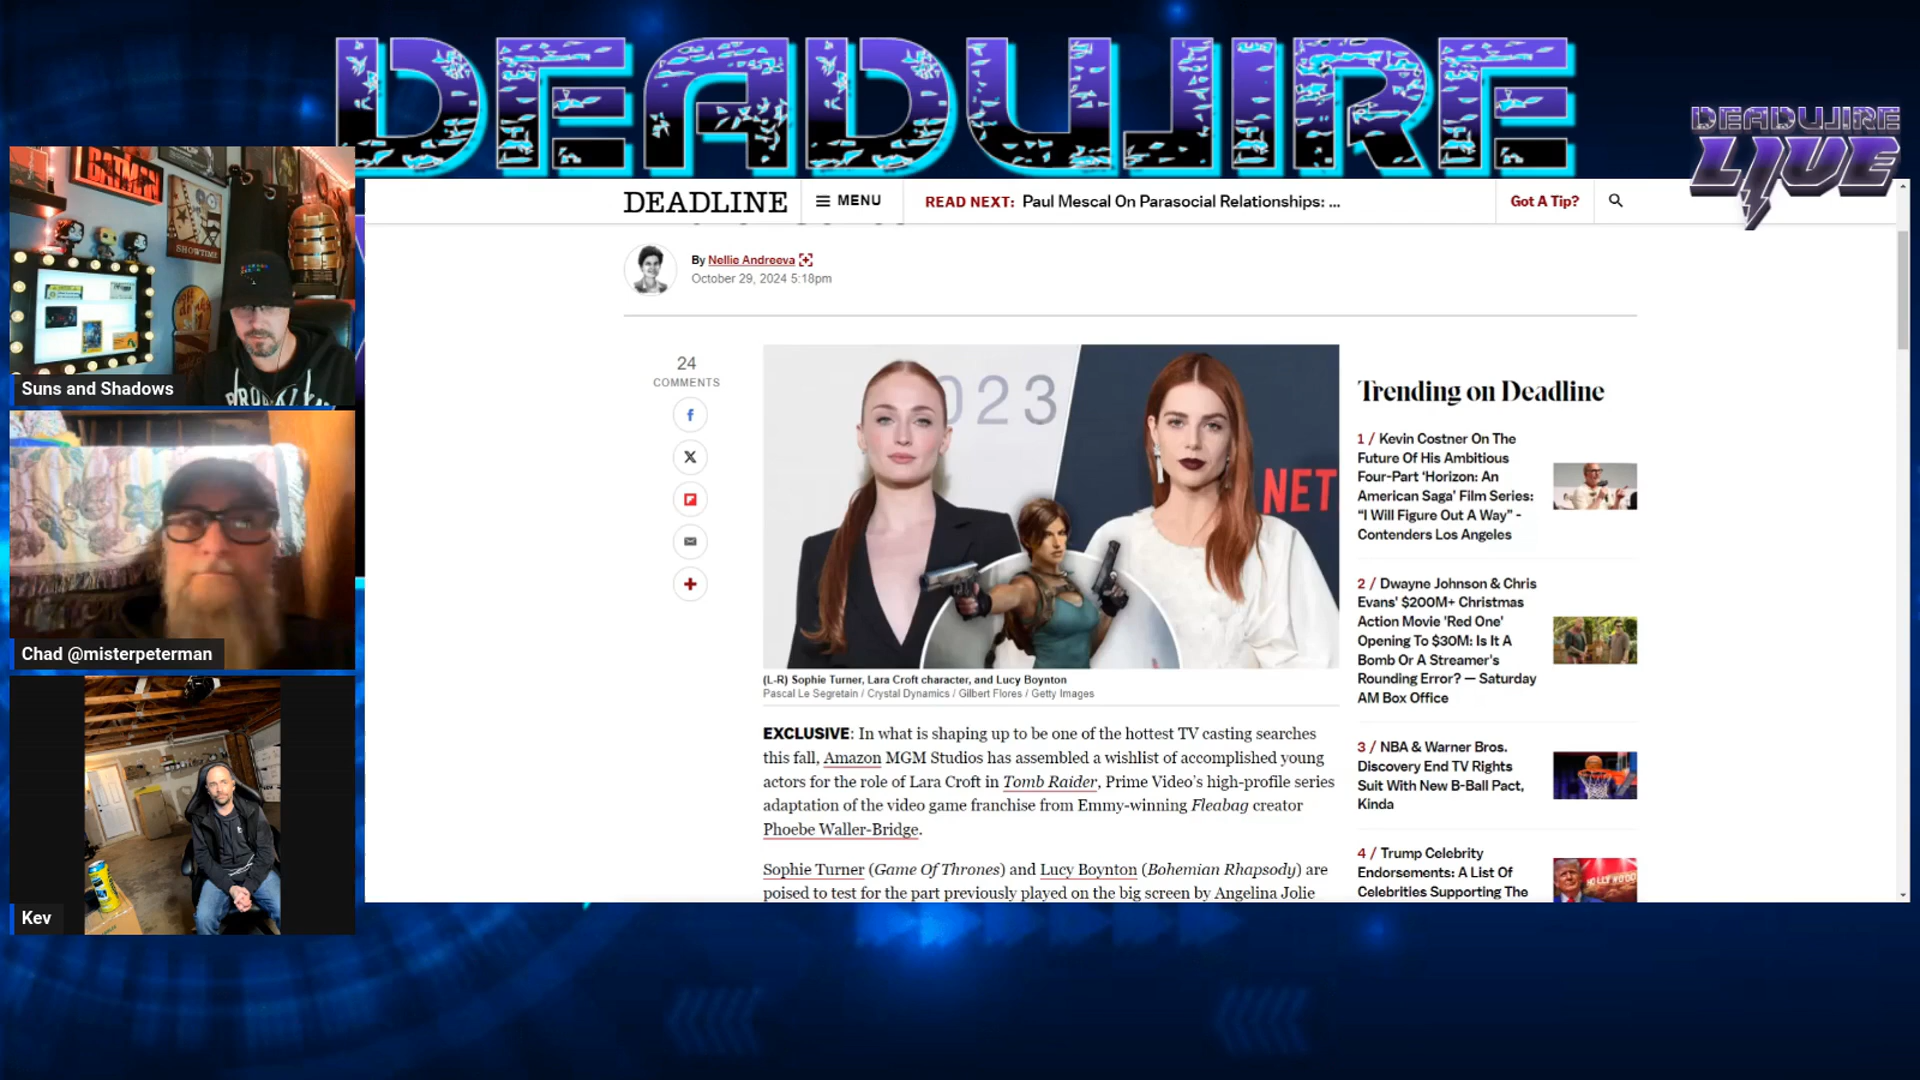 DEADWIRE
DEADWIRE
LIVE
BATMAN
SHOWTIME
BROOKLYN
Suns and Shadows
Chad @misterpeterman
Kev
DEADLINE
MENU
READ NEXT: Paul Mescal On Parasocial Relationships: ...
Got A Tip?
By Nellie Andreeva
October 29, 2024 5:18pm
24
COMMENTS
023
NET
(L-R) Sophie Turner, Lara Croft character, and Lucy Boynton
Pascal Le Segretain / Crystal Dynamics / Gilbert Flores / Getty Images
EXCLUSIVE: In what is shaping up to be one of the hottest TV casting searches
this fall, Amazon MGM Studios has assembled a wishlist of accomplished young
actors for the role of Lara Croft in Tomb Raider, Prime Video's high-profile series
adaptation of the video game franchise from Emmy-winning Fleabag creator
Phoebe Waller-Bridge.
Sophie Turner (Game Of Thrones) and Lucy Boynton (Bohemian Rhapsody) are
poised to test for the part previously played on the big screen by Angelina Jolie
Trending on Deadline
1 / Kevin Costner On The
Future Of His Ambitious
Four-Part 'Horizon: An
American Saga' Film Series:
"I Will Figure Out A Way" -
Contenders Los Angeles
2 / Dwayne Johnson & Chris
Evans' $200M+ Christmas
Action Movie 'Red One'
Opening To $30M: Is It A
Bomb Or A Streamer's
Rounding Error? — Saturday
AM Box Office
3 / NBA & Warner Bros.
Discovery End TV Rights
Suit With New B-Ball Pact,
Kinda
4 / Trump Celebrity
Endorsements: A List Of
Celebrities Supporting The